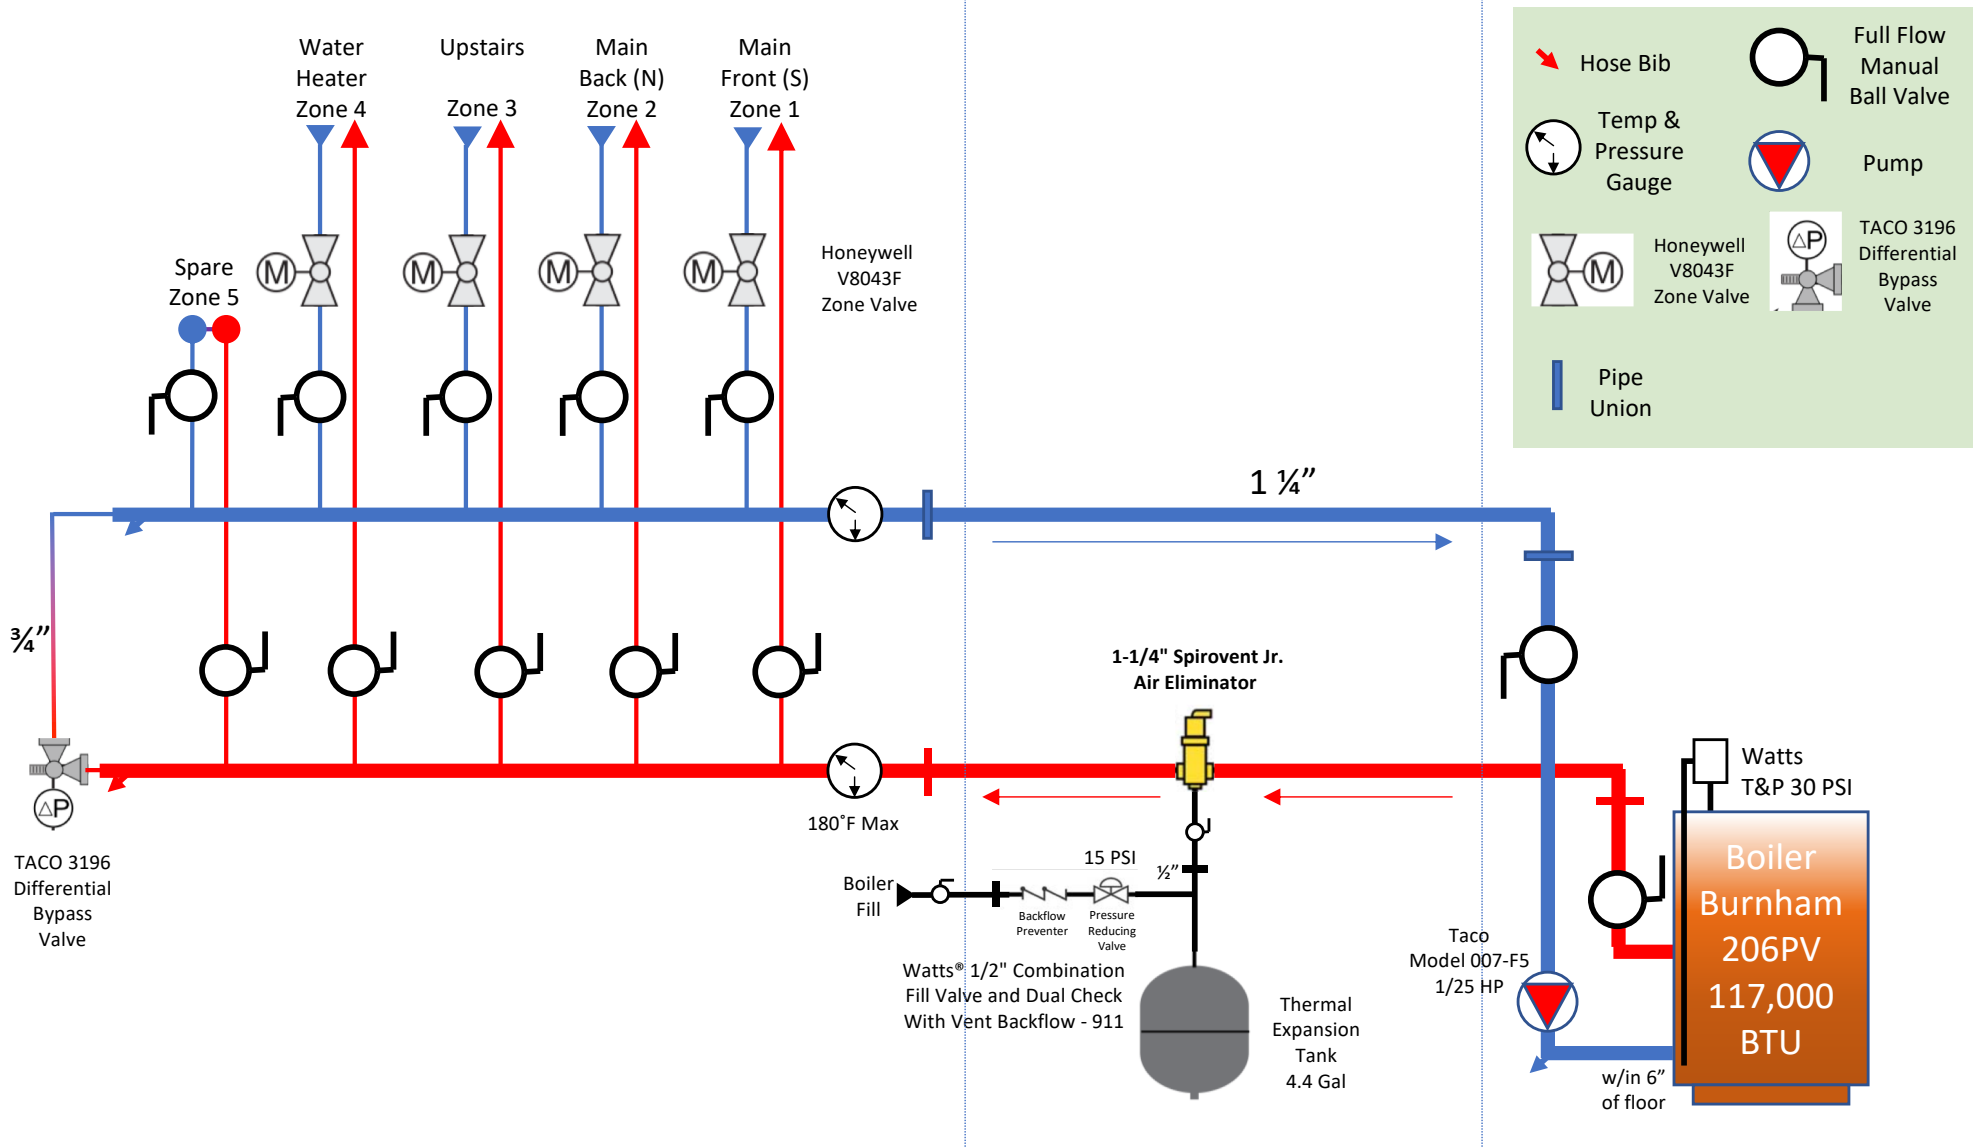 Water
Heater
Zone 4
Upstairs
Zone 3
Main
Back (N)
Zone 2
Main
Front (S)
Zone 1
Hose Bib
Full Flow
Manual
Ball Valve
Temp &
Pressure
Gauge
Pump
M
Honeywell
V8043F
Zone Valve
△P
TACO 3196
Differential
Bypass
Valve
Pipe
Union
Spare
Zone 5
M
M
M
M
Honeywell
V8043F
Zone Valve
1 ¼”
¾”
1-1/4" Spirovent Jr.
Air Eliminator
△P
TACO 3196
Differential
Bypass
Valve
180˚F Max
Boiler
Fill
15 PSI
½”
Backflow
Preventer
Pressure
Reducing
Valve
Watts® 1/2" Combination
Fill Valve and Dual Check
With Vent Backflow - 911
Thermal
Expansion
Tank
4.4 Gal
Taco
Model 007-F5
1/25 HP
Watts
T&P 30 PSI
Boiler
Burnham
206PV
117,000
BTU
w/in 6”
of floor